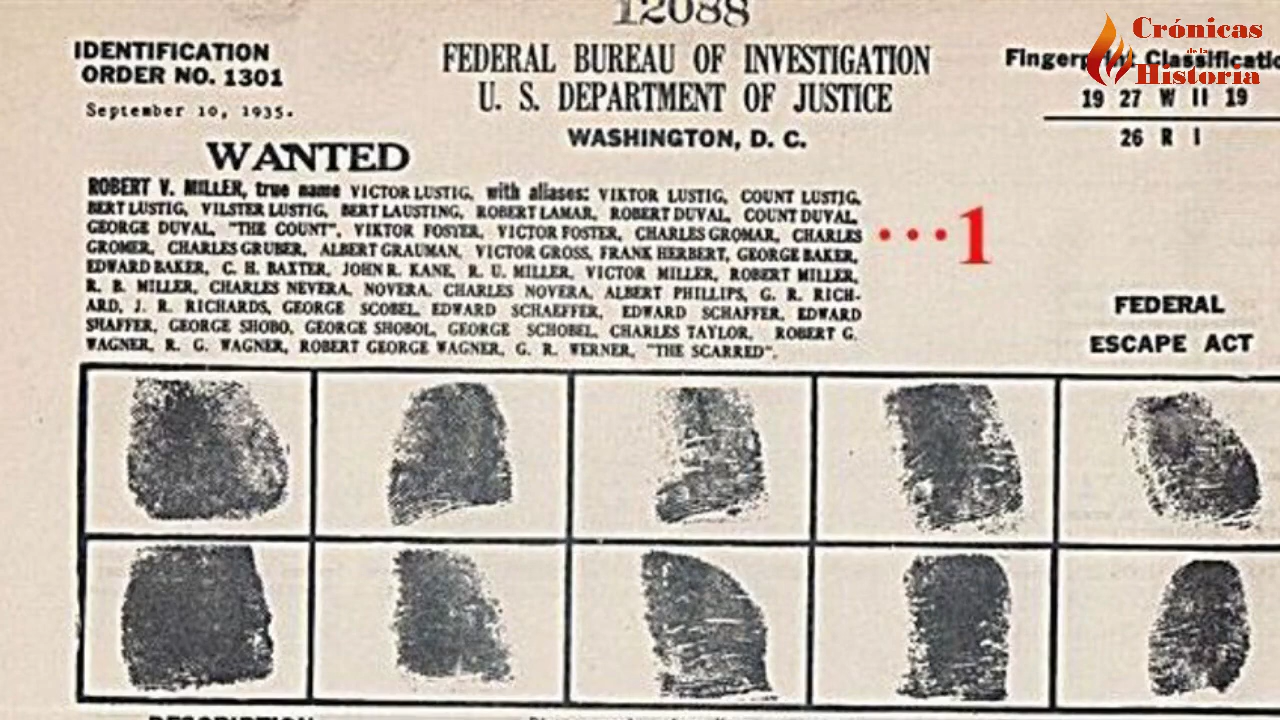 12088
IDENTIFICATION
ORDER NO. 1301
September 10, 1935.
FEDERAL BUREAU OF INVESTIGATION
U. S. DEPARTMENT OF JUSTICE
WASHINGTON, D. C.
Crónicas
de la
Historia
Fingerprint Classificatio
19 27 W II 19
26 R I
WANTED
ROBERT V. MILLER, true name VICTOR LUSTIG, with aliases: VIKTOR LUSTIG, COUNT LUSTIG,
BERT LUSTIG, VILSTER LUSTIG, BERT LAUSTING, ROBERT LAMAR, ROBERT DUVAL, COUNT DUVAL,
GEORGE DUVAL, "THE COUNT", VIKTOR FOSTER, VICTOR FOSTER, CHARLES GROMAR, CHARLES
GROMER, CHARLES GRUBER, ALBERT GRAUMAN, VICTOR GROSS, FRANK HERBERT, GEORGE BAKER,
EDWARD BAKER, C. H. BAXTER, JOHN R. KANE, R. U. MILLER, VICTOR MILLER, ROBERT MILLER,
R. B. MILLER, CHARLES NEVERA, NOVERA, CHARLES NOVERA, ALBERT PHILLIPS, G. R. RICH-
ARD, J. R. RICHARDS, GEORGE SCOBEL, EDWARD SCHAEFFER, EDWARD SCHAFFER, EDWARD
SHAFFER, GEORGE SHOBO, GEORGE SHOBOL, GEORGE SCHOBEL, CHARLES TAYLOR, ROBERT G.
WAGNER, R. G. WAGNER, ROBERT GEORGE WAGNER, G. R. WERNER, "THE SCARRED".
...1
FEDERAL
ESCAPE ACT
DESCRIPTION